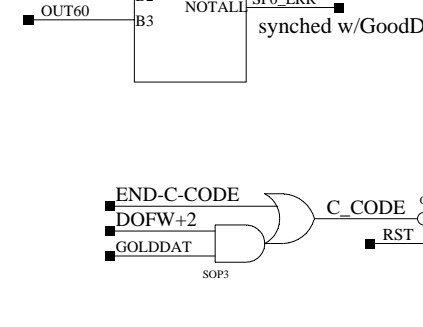 NOTALL
OUT60
B3
synched w/GoodD
END-C-CODE
DOFW+2
C_CODE
GOLDDAT
RST
SOP3